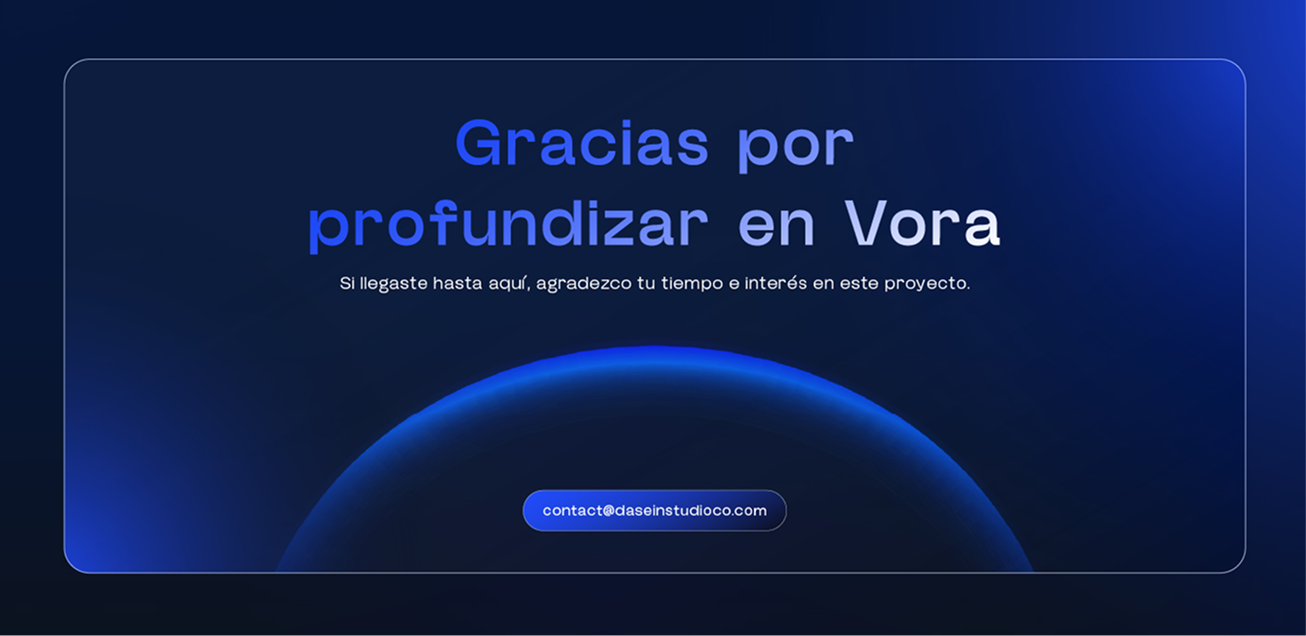 Gracias por
profundizar en Vora
Si llegaste hasta aquí, agradezco tu tiempo e interés en este proyecto.
contact@daseinstudioco.com